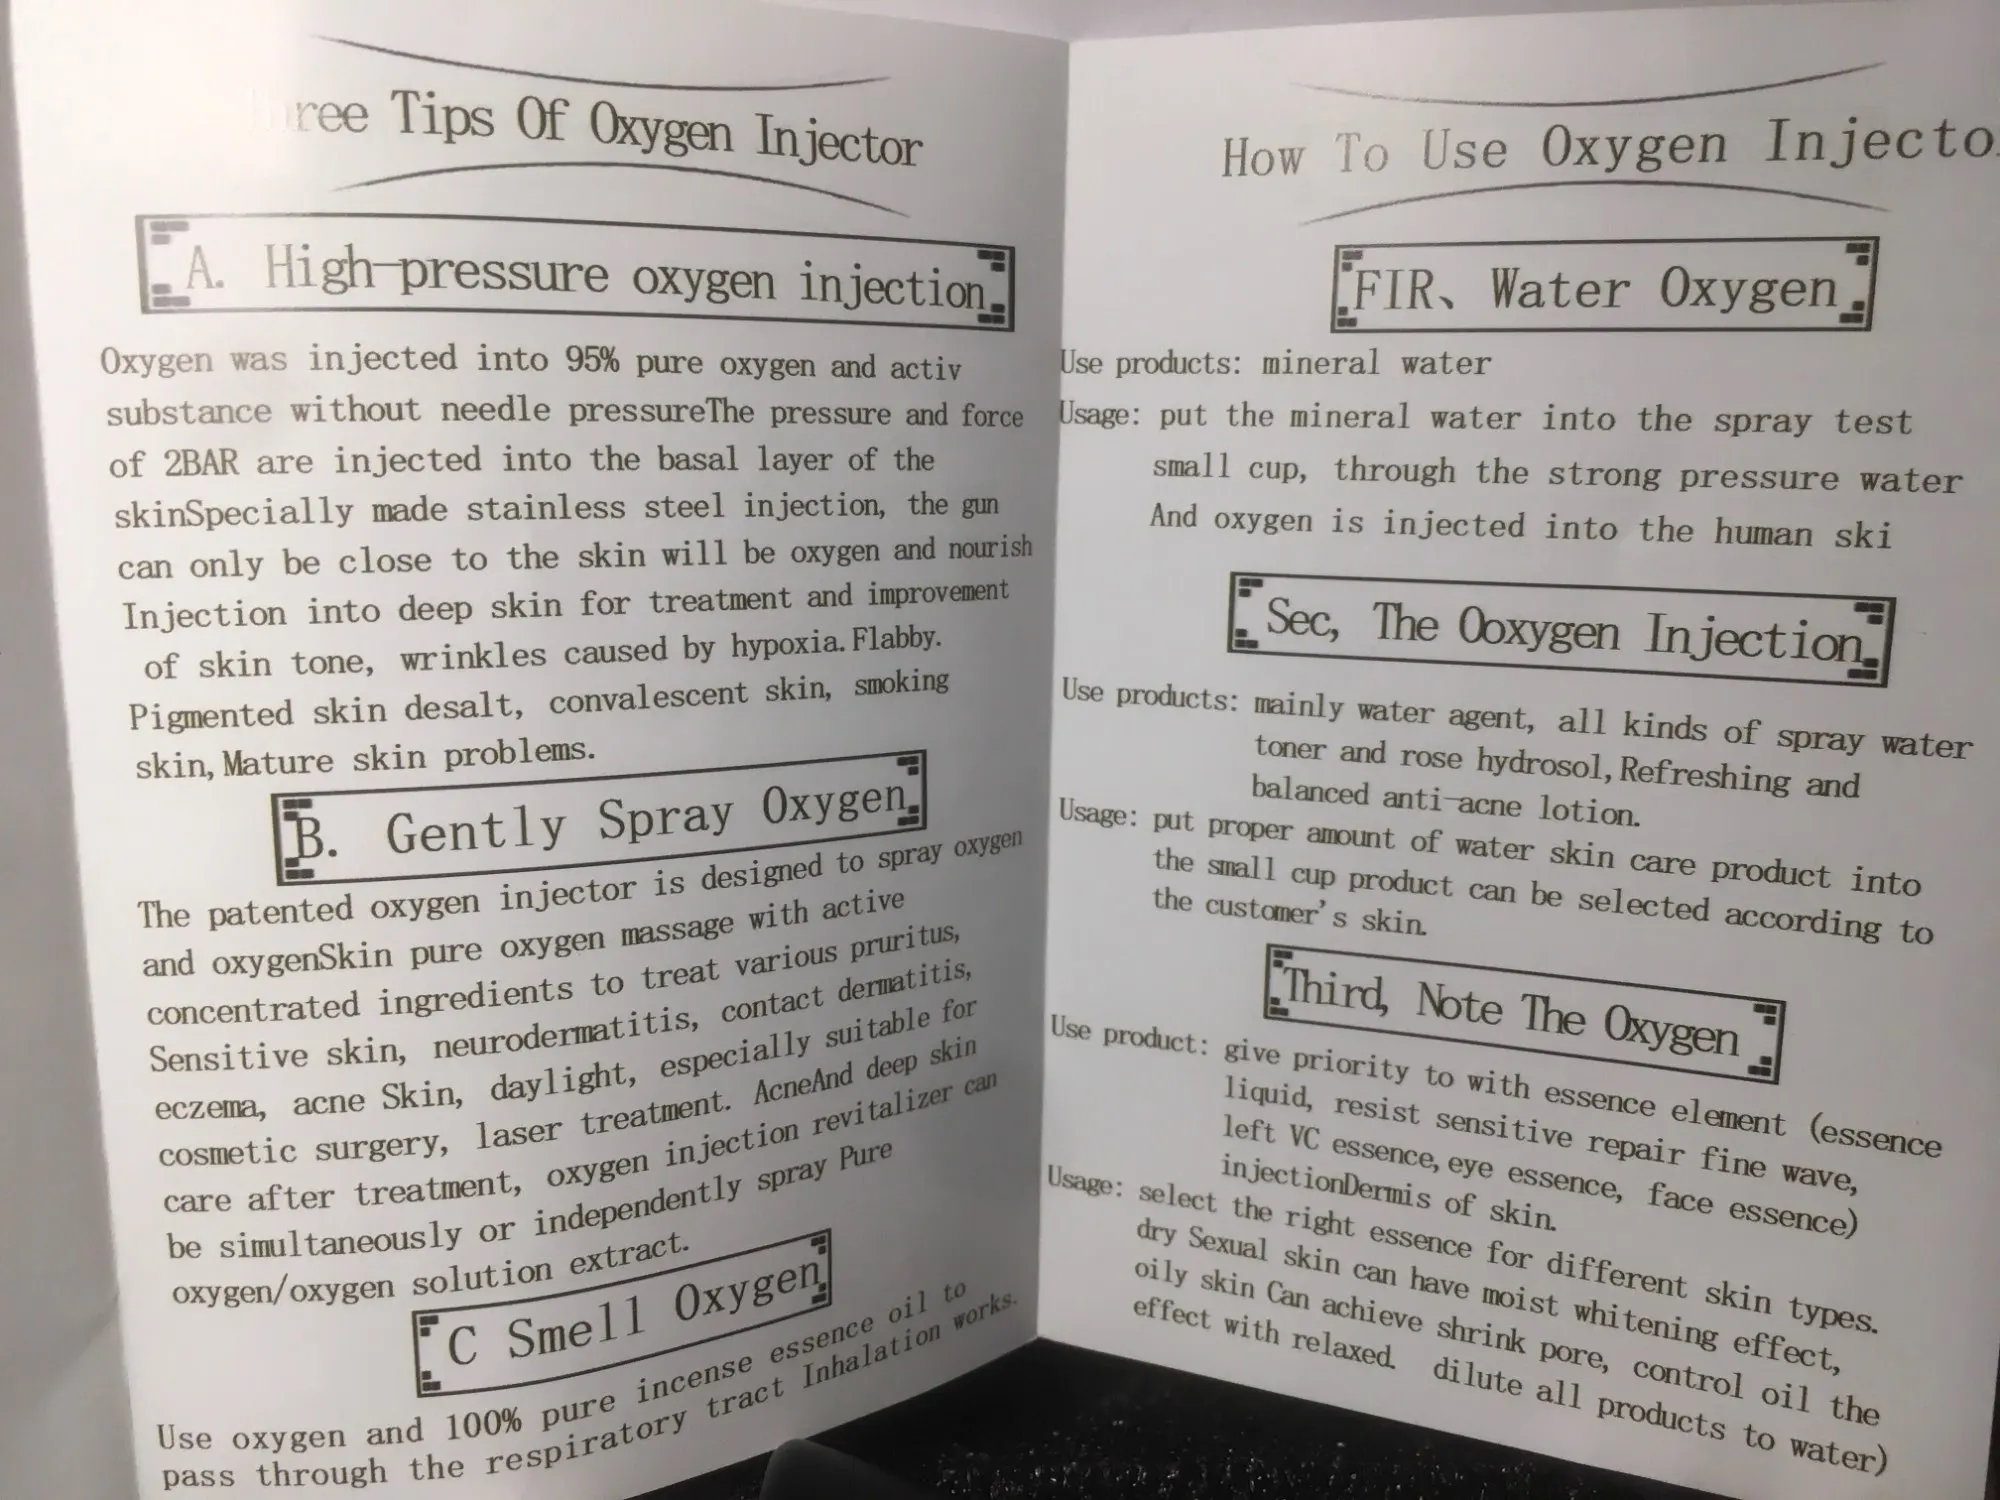 Three Tips Of Oxygen Injector
A. High-pressure oxygen injection
Oxygen was injected into 95% pure oxygen and activ
substance without needle pressureThe pressure and force
of 2BAR are injected into the basal layer of the
skinSpecially made stainless steel injection, the gun
can only be close to the skin will be oxygen and nourish
Injection into deep skin for treatment and improvement
of skin tone, wrinkles caused by hypoxia. Flabby.
Pigmented skin desalt, convalescent skin, smoking
skin, Mature skin problems.
B. Gently Spray Oxygen
The patented oxygen injector is designed to spray oxygen
and oxygenSkin pure oxygen massage with active
concentrated ingredients to treat various pruritus,
Sensitive skin, neurodermatitis, contact dermatitis,
eczema, acne Skin, daylight, especially suitable for
cosmetic surgery, laser treatment. AcneAnd deep skin
care after treatment, oxygen injection revitalizer can
be simultaneously or independently spray Pure
oxygen/oxygen solution extract.
C Smell Oxygen
Use oxygen and 100% pure incense essence oil to
pass through the respiratory tract Inhalation works.
How To Use Oxygen Injecto
FIR、Water Oxygen
Use products: mineral water
Usage: put the mineral water into the spray test
small cup, through the strong pressure water
And oxygen is injected into the human ski
Sec, The Ooxygen Injection
Use products: mainly water agent, all kinds of spray water
toner and rose hydrosol, Refreshing and
balanced anti-acne lotion.
Usage: put proper amount of water skin care product into
the small cup product can be selected according to
the customer's skin.
Third, Note The Oxygen
Use product: give priority to with essence element (essence
liquid, resist sensitive repair fine wave,
left VC essence, eye essence, face essence)
injectionDermis of skin.
Usage: select the right essence for different skin types.
dry Sexual skin can have moist whitening effect,
oily skin Can achieve shrink pore, control oil the
effect with relaxed. dilute all products to water)